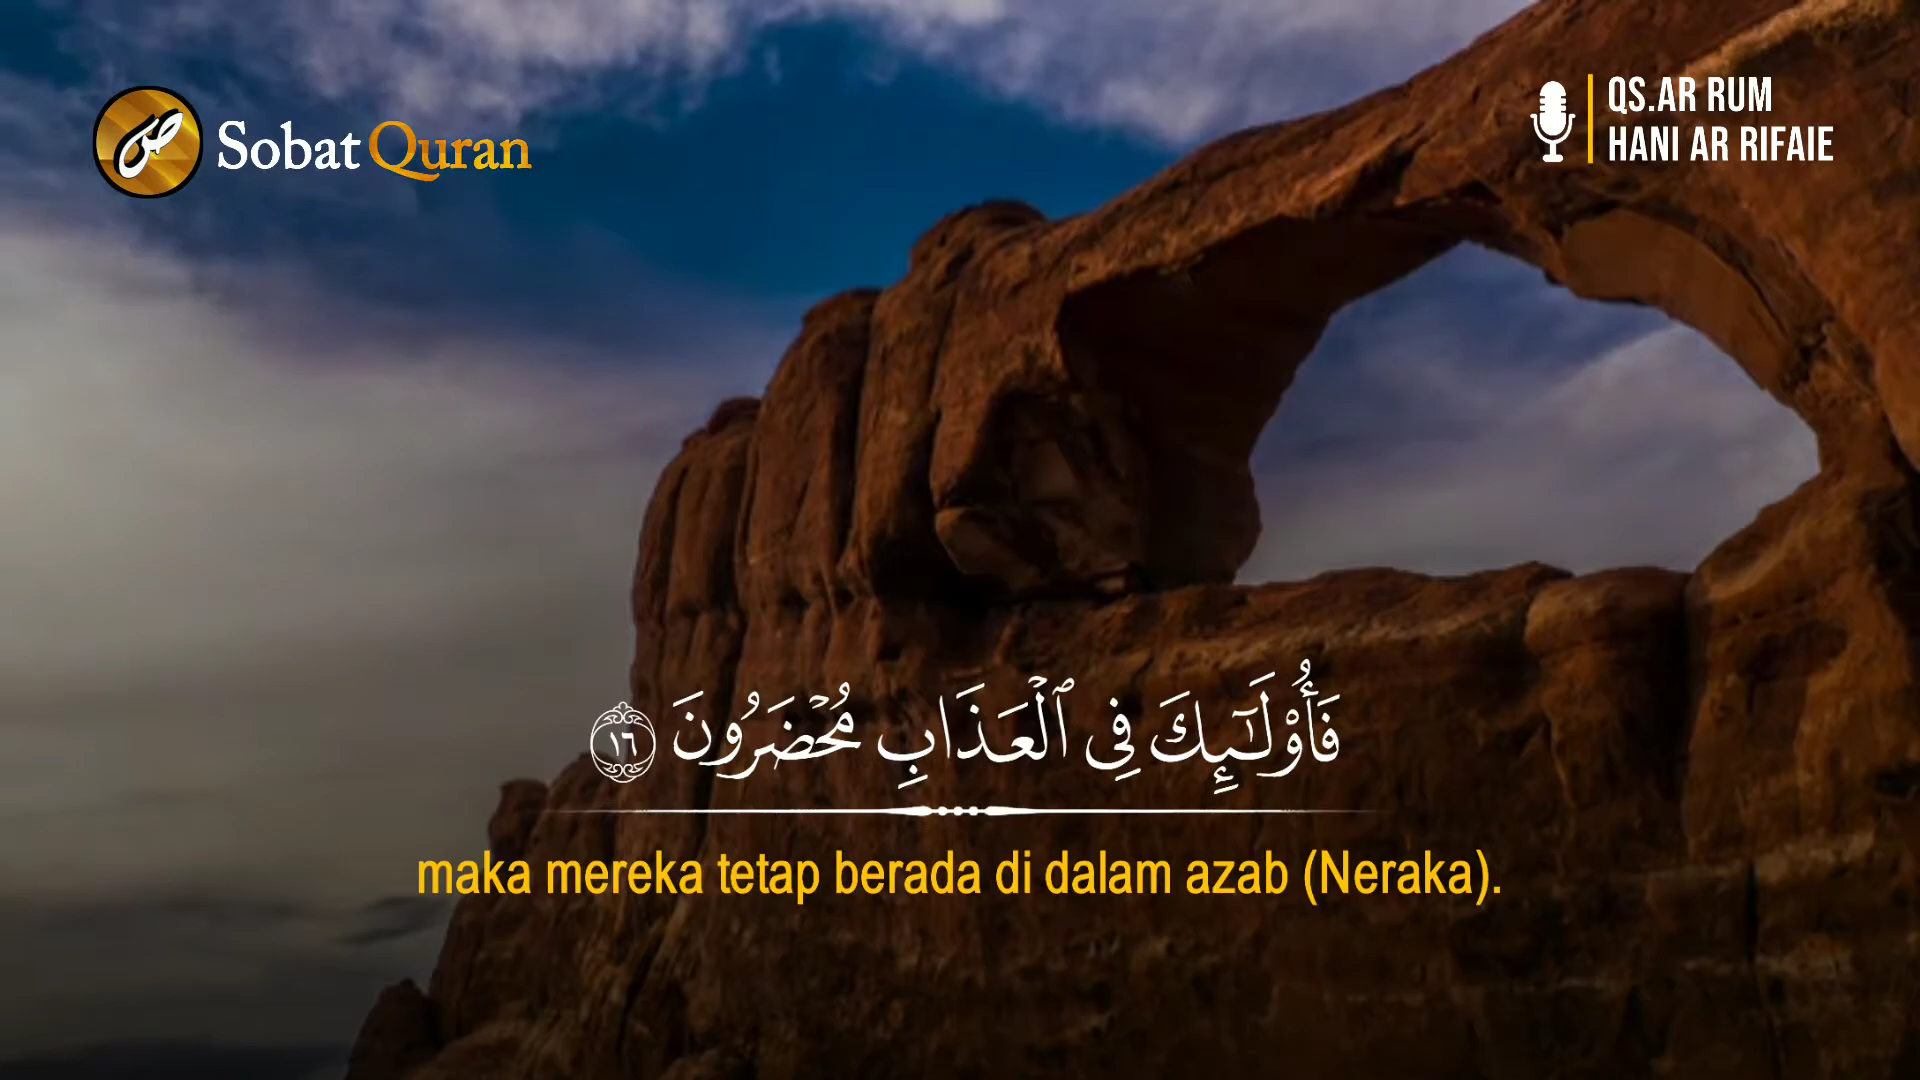 Sobat Quran
QS.AR RUM
HANI AR RIFAIE
فَأُو۟لَـٰٓئِكَ فِى ٱلْعَذَابِ مُحْضَرُونَ ١٦
maka mereka tetap berada di dalam azab (Neraka).